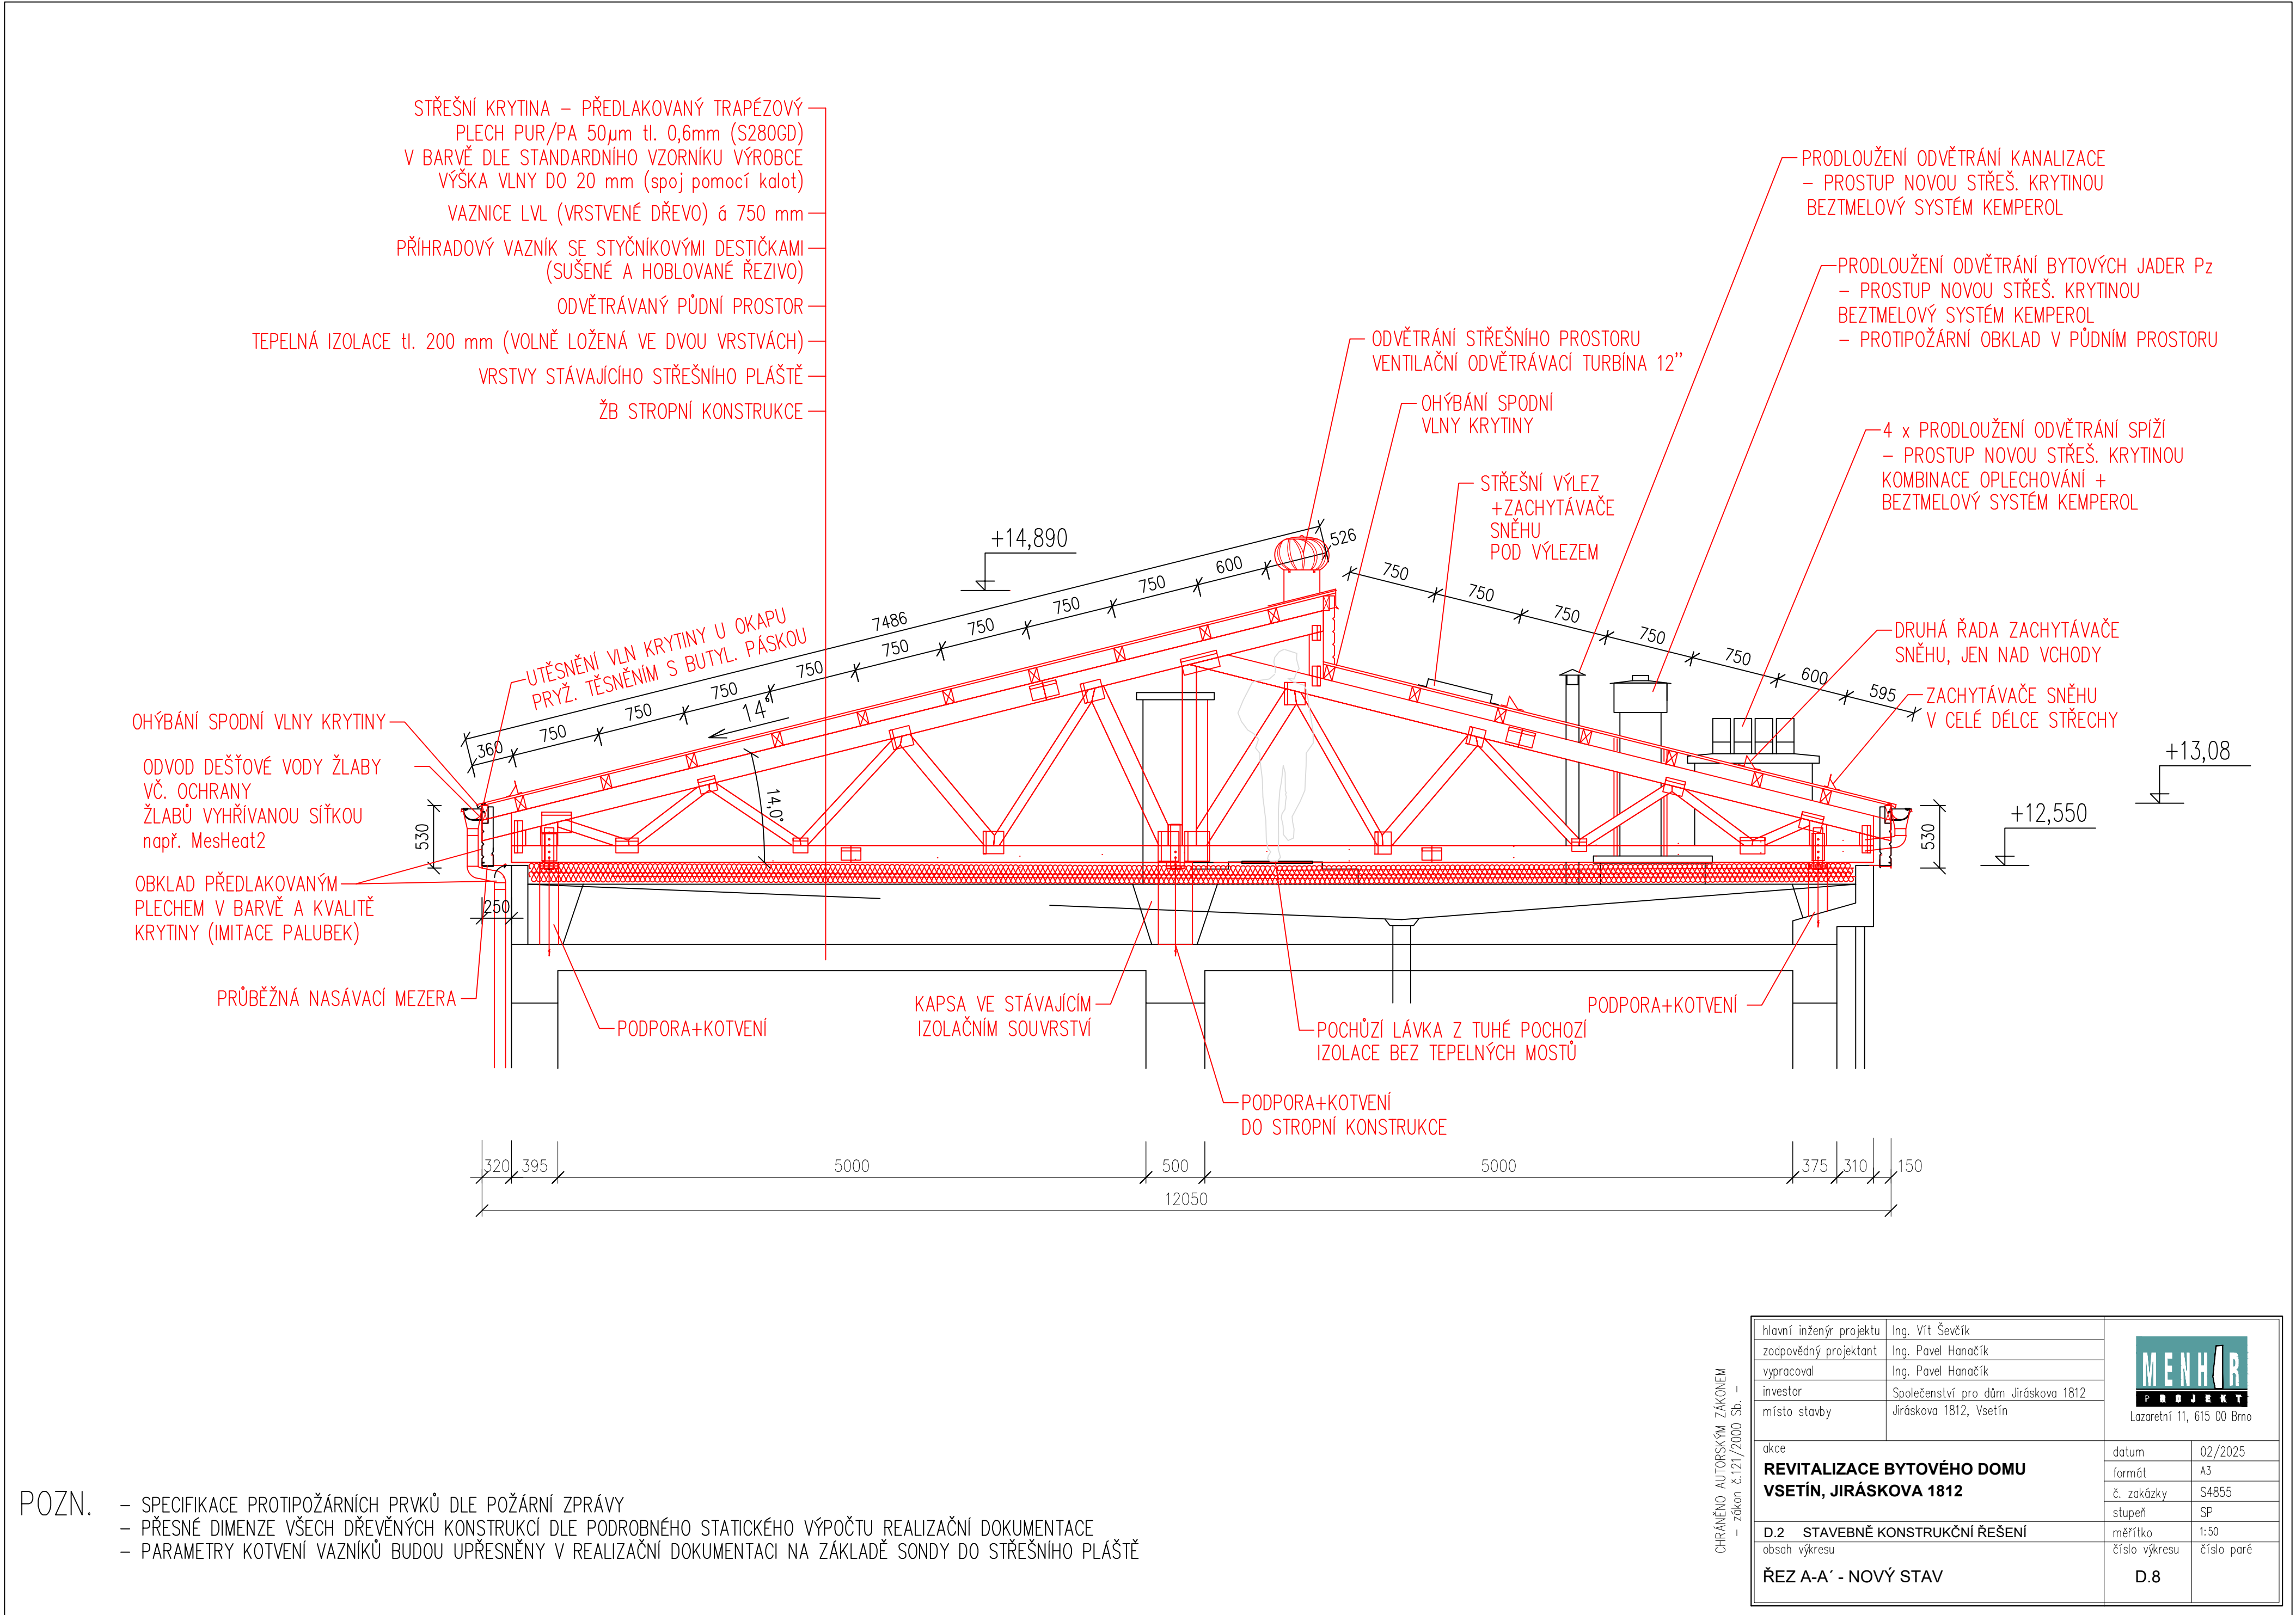 STŘEŠNÍ KRYTINA – PŘEDLAKOVANÝ TRAPÉZOVÝ
PLECH PUR/PA 50µm tl. 0,6mm (S280GD)
V BARVĚ DLE STANDARDNÍHO VZORNÍKU VÝROBCE
VÝŠKA VLNY DO 20 mm (spoj pomocí kalot)
VAZNICE LVL (VRSTVENÉ DŘEVO) á 750 mm
PŘÍHRADOVÝ VAZNÍK SE STYČNÍKOVÝMI DESTIČKAMI
(SUŠENÉ A HOBLOVANÉ ŘEZIVO)
ODVĚTRÁVANÝ PŮDNÍ PROSTOR
TEPELNÁ IZOLACE tl. 200 mm (VOLNĚ LOŽENÁ VE DVOU VRSTVÁCH)
VRSTVY STÁVAJÍCÍHO STŘEŠNÍHO PLÁŠTĚ
ŽB STROPNÍ KONSTRUKCE
PRODLOUŽENÍ ODVĚTRÁNÍ KANALIZACE
– PROSTUP NOVOU STŘEŠ. KRYTINOU
BEZTMELOVÝ SYSTÉM KEMPEROL
PRODLOUŽENÍ ODVĚTRÁNÍ BYTOVÝCH JADER Pz
– PROSTUP NOVOU STŘEŠ. KRYTINOU
BEZTMELOVÝ SYSTÉM KEMPEROL
– PROTIPOŽÁRNÍ OBKLAD V PŮDNÍM PROSTORU
ODVĚTRÁNÍ STŘEŠNÍHO PROSTORU
VENTILAČNÍ ODVĚTRÁVACÍ TURBÍNA 12”
OHÝBÁNÍ SPODNÍ
VLNY KRYTINY
4 x PRODLOUŽENÍ ODVĚTRÁNÍ SPÍŽÍ
– PROSTUP NOVOU STŘEŠ. KRYTINOU
KOMBINACE OPLECHOVÁNÍ +
BEZTMELOVÝ SYSTÉM KEMPEROL
STŘEŠNÍ VÝLEZ
+ZACHYTÁVAČE
SNĚHU
POD VÝLEZEM
+14,890
7486
360
750
750
750
750
750
750
750
750
600
526
750
750
750
750
750
600
595
UTĚSNĚNÍ VLN KRYTINY U OKAPU
PRYŽ. TĚSNĚNÍM S BUTYL. PÁSKOU
14°
14,0°
DRUHÁ ŘADA ZACHYTÁVAČE
SNĚHU, JEN NAD VCHODY
ZACHYTÁVAČE SNĚHU
V CELÉ DÉLCE STŘECHY
+13,08
+12,550
530
OHÝBÁNÍ SPODNÍ VLNY KRYTINY
ODVOD DEŠŤOVÉ VODY ŽLABY
VČ. OCHRANY
ŽLABŮ VYHŘÍVANOU SÍŤKOU
např. MesHeat2
530
OBKLAD PŘEDLAKOVANÝM
PLECHEM V BARVĚ A KVALITĚ
KRYTINY (IMITACE PALUBEK)
250
PRŮBĚŽNÁ NASÁVACÍ MEZERA
PODPORA+KOTVENÍ
KAPSA VE STÁVAJÍCÍM
IZOLAČNÍM SOUVRSTVÍ
POCHŮZÍ LÁVKA Z TUHÉ POCHOZÍ
IZOLACE BEZ TEPELNÝCH MOSTŮ
PODPORA+KOTVENÍ
PODPORA+KOTVENÍ
DO STROPNÍ KONSTRUKCE
320 395 5000 500 5000 375 310 150
12050
POZN.
– SPECIFIKACE PROTIPOŽÁRNÍCH PRVKŮ DLE POŽÁRNÍ ZPRÁVY
– PŘESNÉ DIMENZE VŠECH DŘEVĚNÝCH KONSTRUKCÍ DLE PODROBNÉHO STATICKÉHO VÝPOČTU REALIZAČNÍ DOKUMENTACE
– PARAMETRY KOTVENÍ VAZNÍKŮ BUDOU UPŘESNĚNY V REALIZAČNÍ DOKUMENTACI NA ZÁKLADĚ SONDY DO STŘEŠNÍHO PLÁŠTĚ
CHRÁNĚNO AUTORSKÝM ZÁKONEM
– zákon č.121/2000 Sb. –
hlavní inženýr projektu Ing. Vít Ševčík
zodpovědný projektant Ing. Pavel Hanačík
vypracoval Ing. Pavel Hanačík
investor Společenství pro dům Jiráskova 1812
místo stavby Jiráskova 1812, Vsetín
MENHIR
PROJEKT
Lazaretní 11, 615 00 Brno
akce
REVITALIZACE BYTOVÉHO DOMU
VSETÍN, JIRÁSKOVA 1812
datum 02/2025
formát A3
č. zakázky S4855
stupeň SP
D.2 STAVEBNĚ KONSTRUKČNÍ ŘEŠENÍ
měřítko 1:50
obsah výkresu
ŘEZ A-A´ - NOVÝ STAV
číslo výkresu číslo paré
D.8